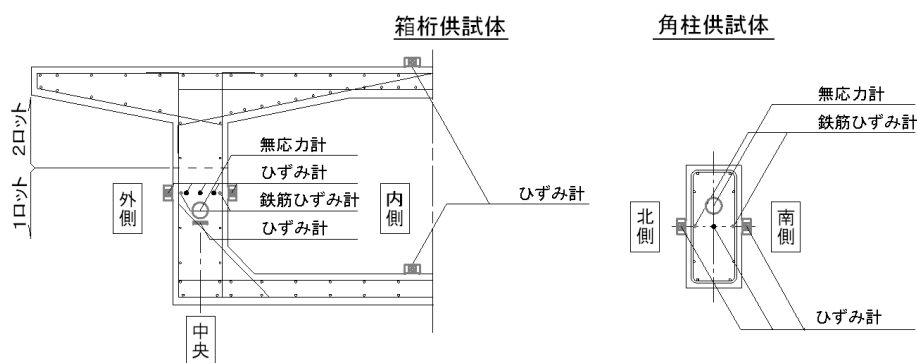 箱桁供試体
角柱供試体
2ロット
1ロット
外側
内側
中央
無応力計
ひずみ計
鉄筋ひずみ計
ひずみ計
ひずみ計
無応力計
鉄筋ひずみ計
北側
南側
ひずみ計